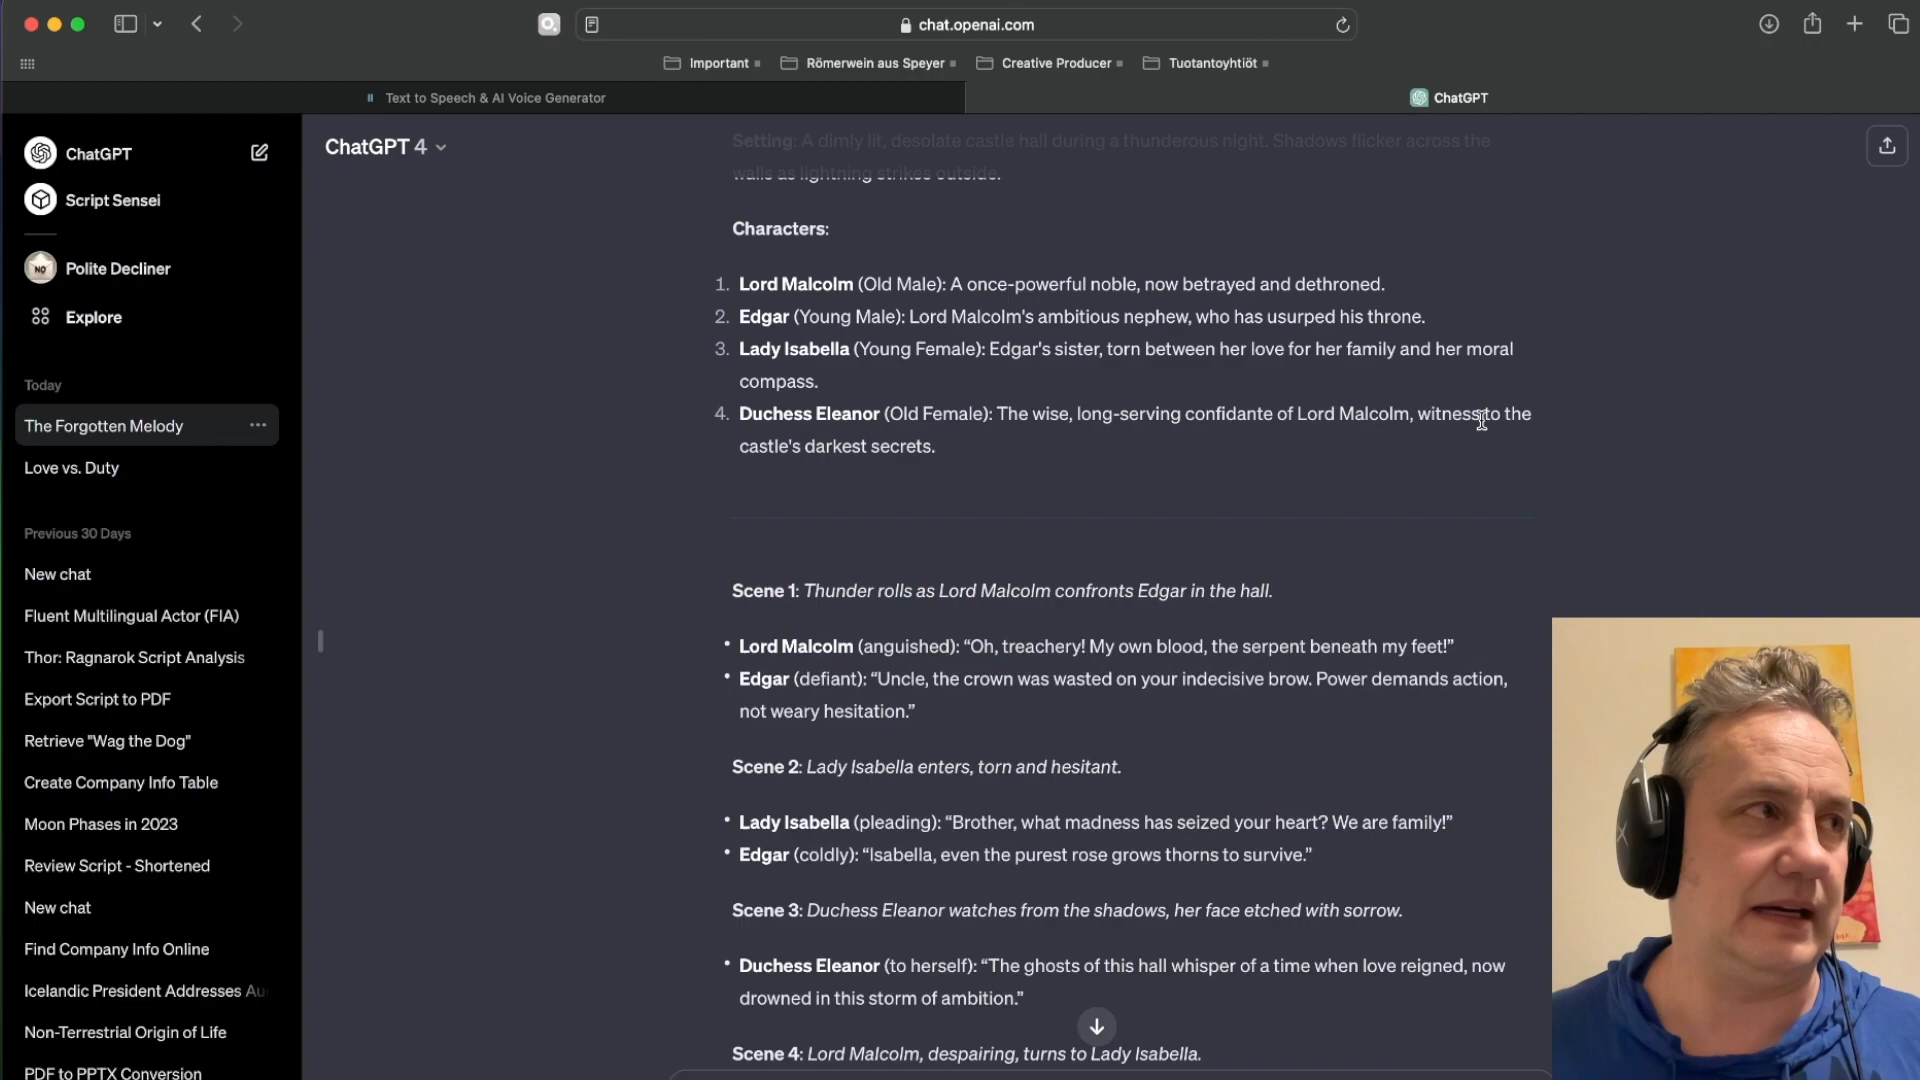 chat.openai.com
Important
Römerwein aus Speyer
Creative Producer
Tuotantoyhtiöt
Text to Speech & AI Voice Generator
ChatGPT
ChatGPT
Script Sensei
NO
Polite Decliner
Explore
Today
The Forgotten Melody
Love vs. Duty
Previous 30 Days
New chat
Fluent Multilingual Actor (FIA)
Thor: Ragnarok Script Analysis
Export Script to PDF
Retrieve "Wag the Dog"
Create Company Info Table
Moon Phases in 2023
Review Script - Shortened
New chat
Find Company Info Online
Icelandic President Addresses Au
Non-Terrestrial Origin of Life
PDF to PPTX Conversion
ChatGPT 4
Setting: A dimly lit, desolate castle hall during a thunderous night. Shadows flicker across the
walls as lightning strikes outside.
Characters:
1. Lord Malcolm (Old Male): A once-powerful noble, now betrayed and dethroned.
2. Edgar (Young Male): Lord Malcolm's ambitious nephew, who has usurped his throne.
3. Lady Isabella (Young Female): Edgar's sister, torn between her love for her family and her moral
compass.
4. Duchess Eleanor (Old Female): The wise, long-serving confidante of Lord Malcolm, witness to the
castle's darkest secrets.
Scene 1: Thunder rolls as Lord Malcolm confronts Edgar in the hall.
• Lord Malcolm (anguished): “Oh, treachery! My own blood, the serpent beneath my feet!”
• Edgar (defiant): “Uncle, the crown was wasted on your indecisive brow. Power demands action,
not weary hesitation.”
Scene 2: Lady Isabella enters, torn and hesitant.
• Lady Isabella (pleading): “Brother, what madness has seized your heart? We are family!”
• Edgar (coldly): “Isabella, even the purest rose grows thorns to survive.”
Scene 3: Duchess Eleanor watches from the shadows, her face etched with sorrow.
• Duchess Eleanor (to herself): “The ghosts of this hall whisper of a time when love reigned, now
drowned in this storm of ambition.”
Scene 4: Lord Malcolm, despairing, turns to Lady Isabella.